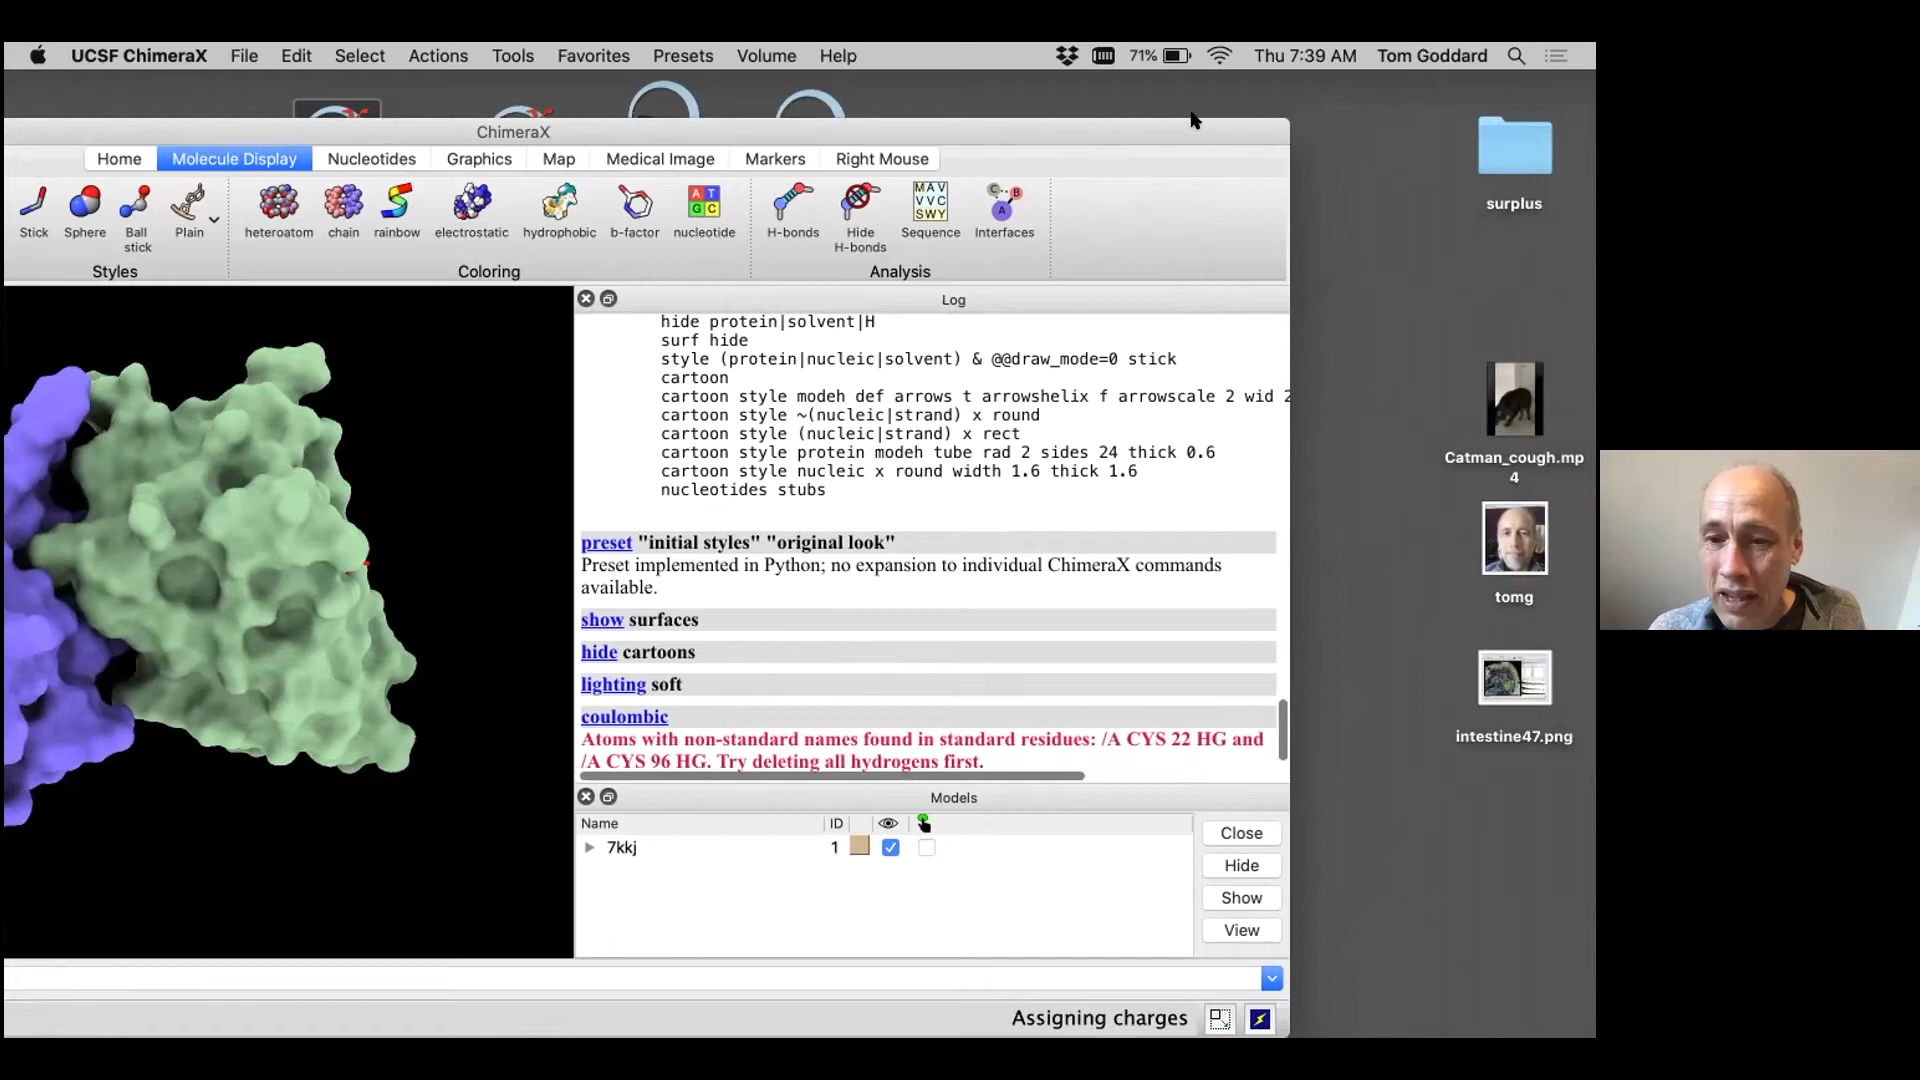 UCSF ChimeraX File Edit Select Actions Tools Favorites Presets Volume Help 71% Thu 7:39 AM Tom Goddard
ChimeraX
Home Molecule Display Nucleotides Graphics Map Medical Image Markers Right Mouse
Stick Sphere Ball stick Plain heteroatom chain rainbow electrostatic hydrophobic b-factor nucleotide H-bonds Hide H-bonds Sequence Interfaces
A T
G C
MAV
VVC
SWY
C B
A
Styles Coloring Analysis
Log
hide protein|solvent|H
surf hide
style (protein|nucleic|solvent) & @@draw_mode=0 stick
cartoon
cartoon style modeh def arrows t arrowshelix f arrowscale 2 wid 2
cartoon style ~(nucleic|strand) x round
cartoon style (nucleic|strand) x rect
cartoon style protein modeh tube rad 2 sides 24 thick 0.6
cartoon style nucleic x round width 1.6 thick 1.6
nucleotides stubs
preset "initial styles" "original look"
Preset implemented in Python; no expansion to individual ChimeraX commands
available.
show surfaces
hide cartoons
lighting soft
coulombic
Atoms with non-standard names found in standard residues: /A CYS 22 HG and
/A CYS 96 HG. Try deleting all hydrogens first.
Models
Name ID
7kkj 1
Close
Hide
Show
View
Assigning charges
surplus
Catman_cough.mp
4
tomg
intestine47.png